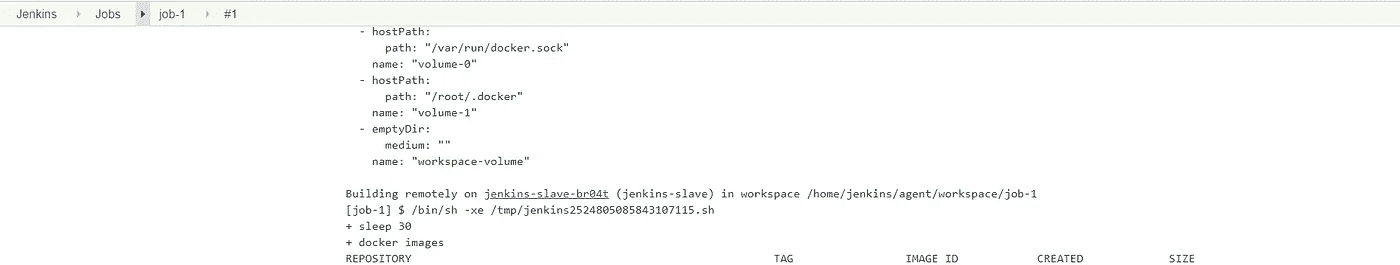 Jenkins Jobs job-1 #1
- hostPath:
path: "/var/run/docker.sock"
name: "volume-0"
- hostPath:
path: "/root/.docker"
name: "volume-1"
- emptyDir:
medium: ""
name: "workspace-volume"
Building remotely on jenkins-slave-br04t (jenkins-slave) in workspace /home/jenkins/agent/workspace/job-1
[job-1] $ /bin/sh -xe /tmp/jenkins2524805085843107115.sh
+ sleep 30
+ docker images
REPOSITORY TAG IMAGE ID CREATED SIZE